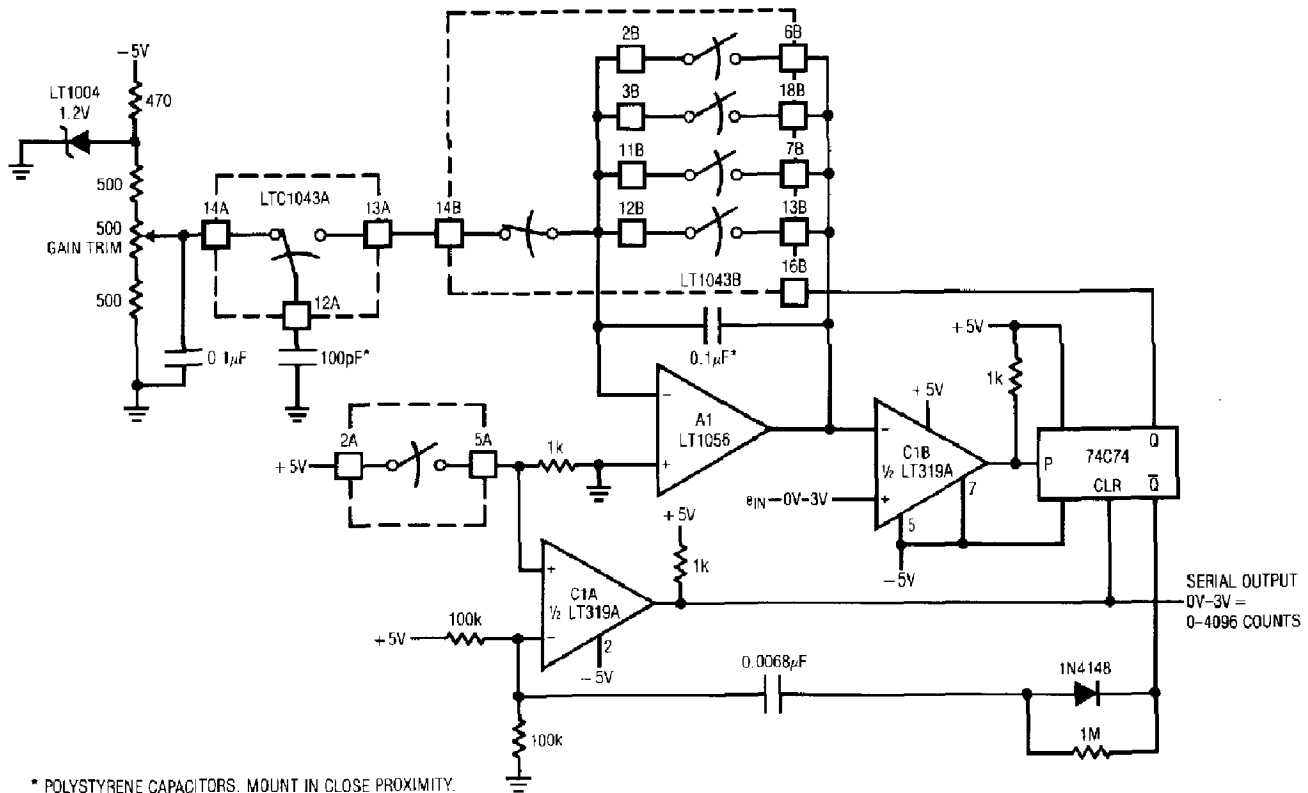 −5V
LT1004
1.2V
470
500
500
GAIN TRIM
500
14A
LTC1043A
13A
12A
0.1µF
100pF*
14B
2B
6B
3B
18B
11B
7B
12B
13B
LT1043B
16B
0.1µF*
A1
LT1056
−
+
2A
5A
+5V
1k
+5V
1k
C1A
½ LT319A
+
−
2
−5V
+5V
100k
100k
eIN—0V-3V
−
+
C1B
½ LT319A
+5V
7
5
−5V
+5V
1k
P
74C74
CLR
Q
Q̅
SERIAL OUTPUT
0V–3V =
0–4096 COUNTS
0.0068µF
1N4148
1M
* POLYSTYRENE CAPACITORS. MOUNT IN CLOSE PROXIMITY.